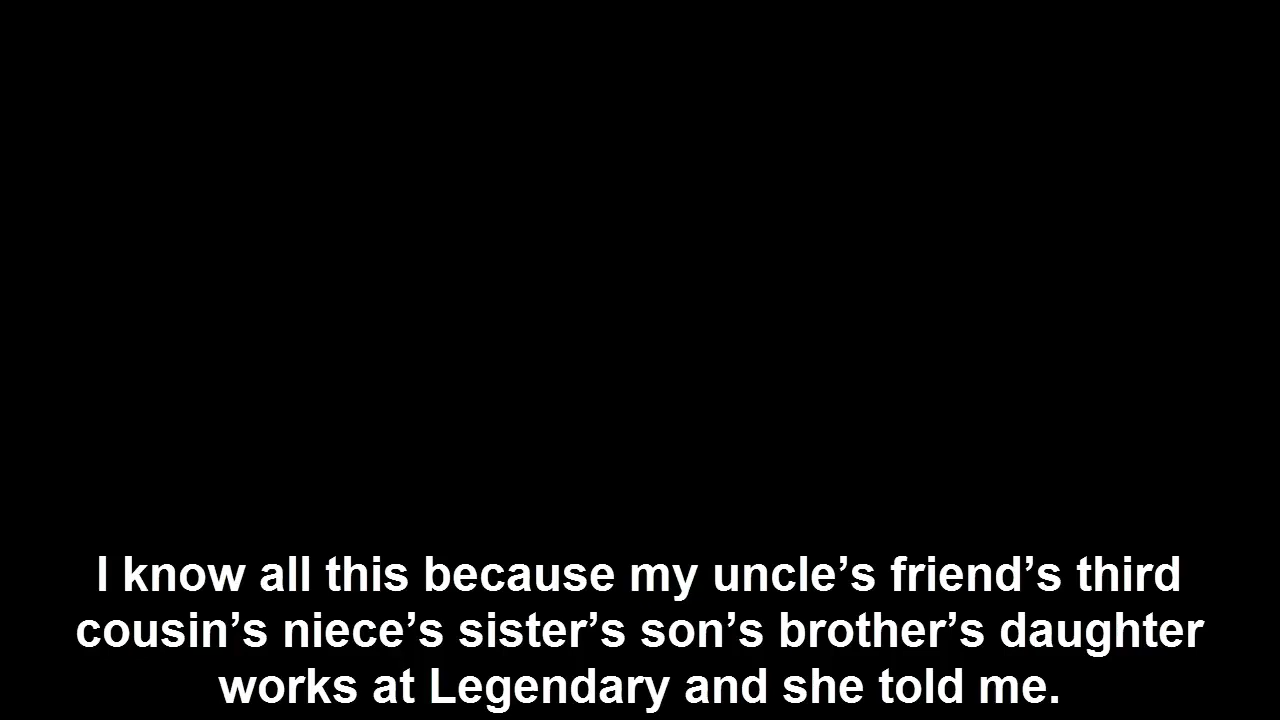 I know all this because my uncle’s friend’s third
cousin’s niece’s sister’s son’s brother’s daughter
works at Legendary and she told me.